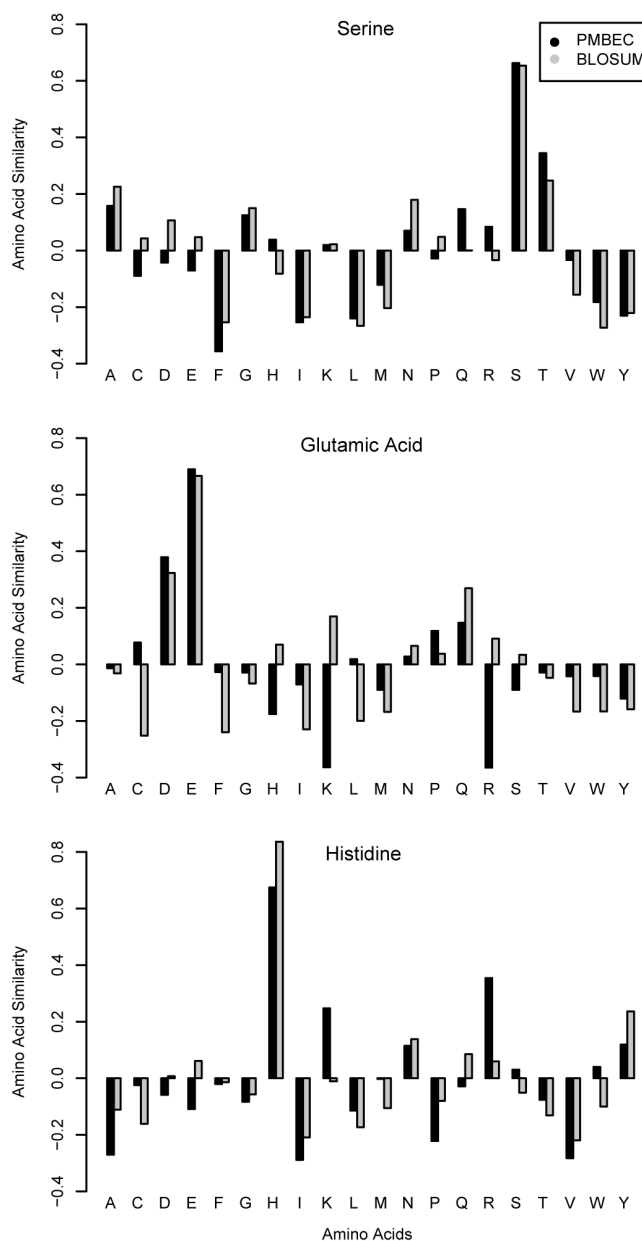 Serine
PMBEC
BLOSUM
Amino Acid Similarity
0.8
0.6
0.4
0.2
0.0
−0.2
−0.4
A C D E F G H I K L M N P Q R S T V W Y
Glutamic Acid
Amino Acid Similarity
0.8
0.6
0.4
0.2
0.0
−0.2
−0.4
A C D E F G H I K L M N P Q R S T V W Y
Histidine
Amino Acid Similarity
0.8
0.6
0.4
0.2
0.0
−0.2
−0.4
A C D E F G H I K L M N P Q R S T V W Y
Amino Acids